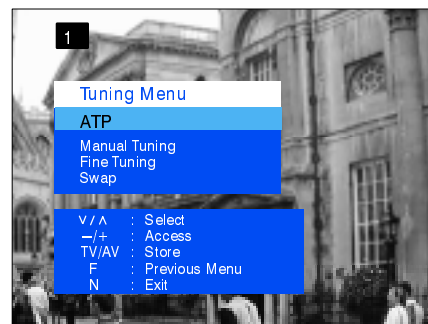 1
Tuning Menu
ATP
Manual Tuning
Fine Tuning
Swap
∨/∧ : Select
–/+ : Access
TV/AV : Store
F : Previous Menu
N : Exit